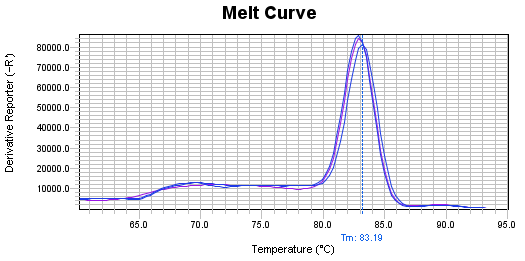 Melt Curve
Derivative Reporter (-R')
80000.0
70000.0
60000.0
50000.0
40000.0
30000.0
20000.0
10000.0
65.0 70.0 75.0 80.0 85.0 90.0 95.0
Tm: 83.19
Temperature (°C)